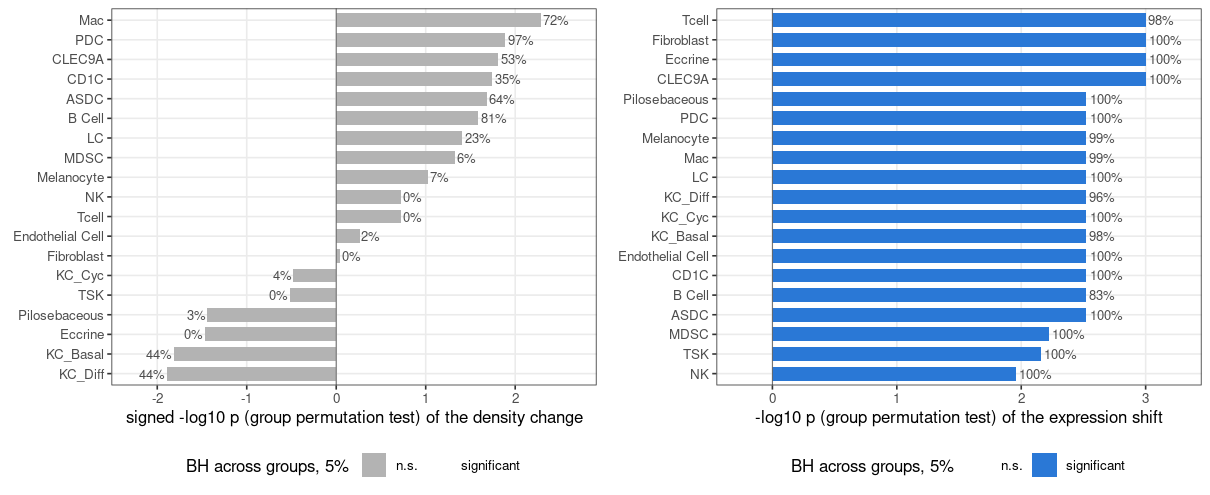 Mac 72%
PDC 97%
CLEC9A 53%
CD1C 35%
ASDC 64%
B Cell 81%
LC 23%
MDSC 6%
Melanocyte 7%
NK 0%
Tcell 0%
Endothelial Cell 2%
Fibroblast 0%
KC_Cyc 4%
TSK 0%
Pilosebaceous 3%
Eccrine 0%
KC_Basal 44%
KC_Diff 44%
-2 -1 0 1 2
signed -log10 p (group permutation test) of the density change
BH across groups, 5% n.s. significant
Tcell 98%
Fibroblast 100%
Eccrine 100%
CLEC9A 100%
Pilosebaceous 100%
PDC 100%
Melanocyte 99%
Mac 99%
LC 100%
KC_Diff 96%
KC_Cyc 100%
KC_Basal 98%
Endothelial Cell 100%
CD1C 100%
B Cell 83%
ASDC 100%
MDSC 100%
TSK 100%
NK 100%
0 1 2 3
-log10 p (group permutation test) of the expression shift
BH across groups, 5% n.s. significant